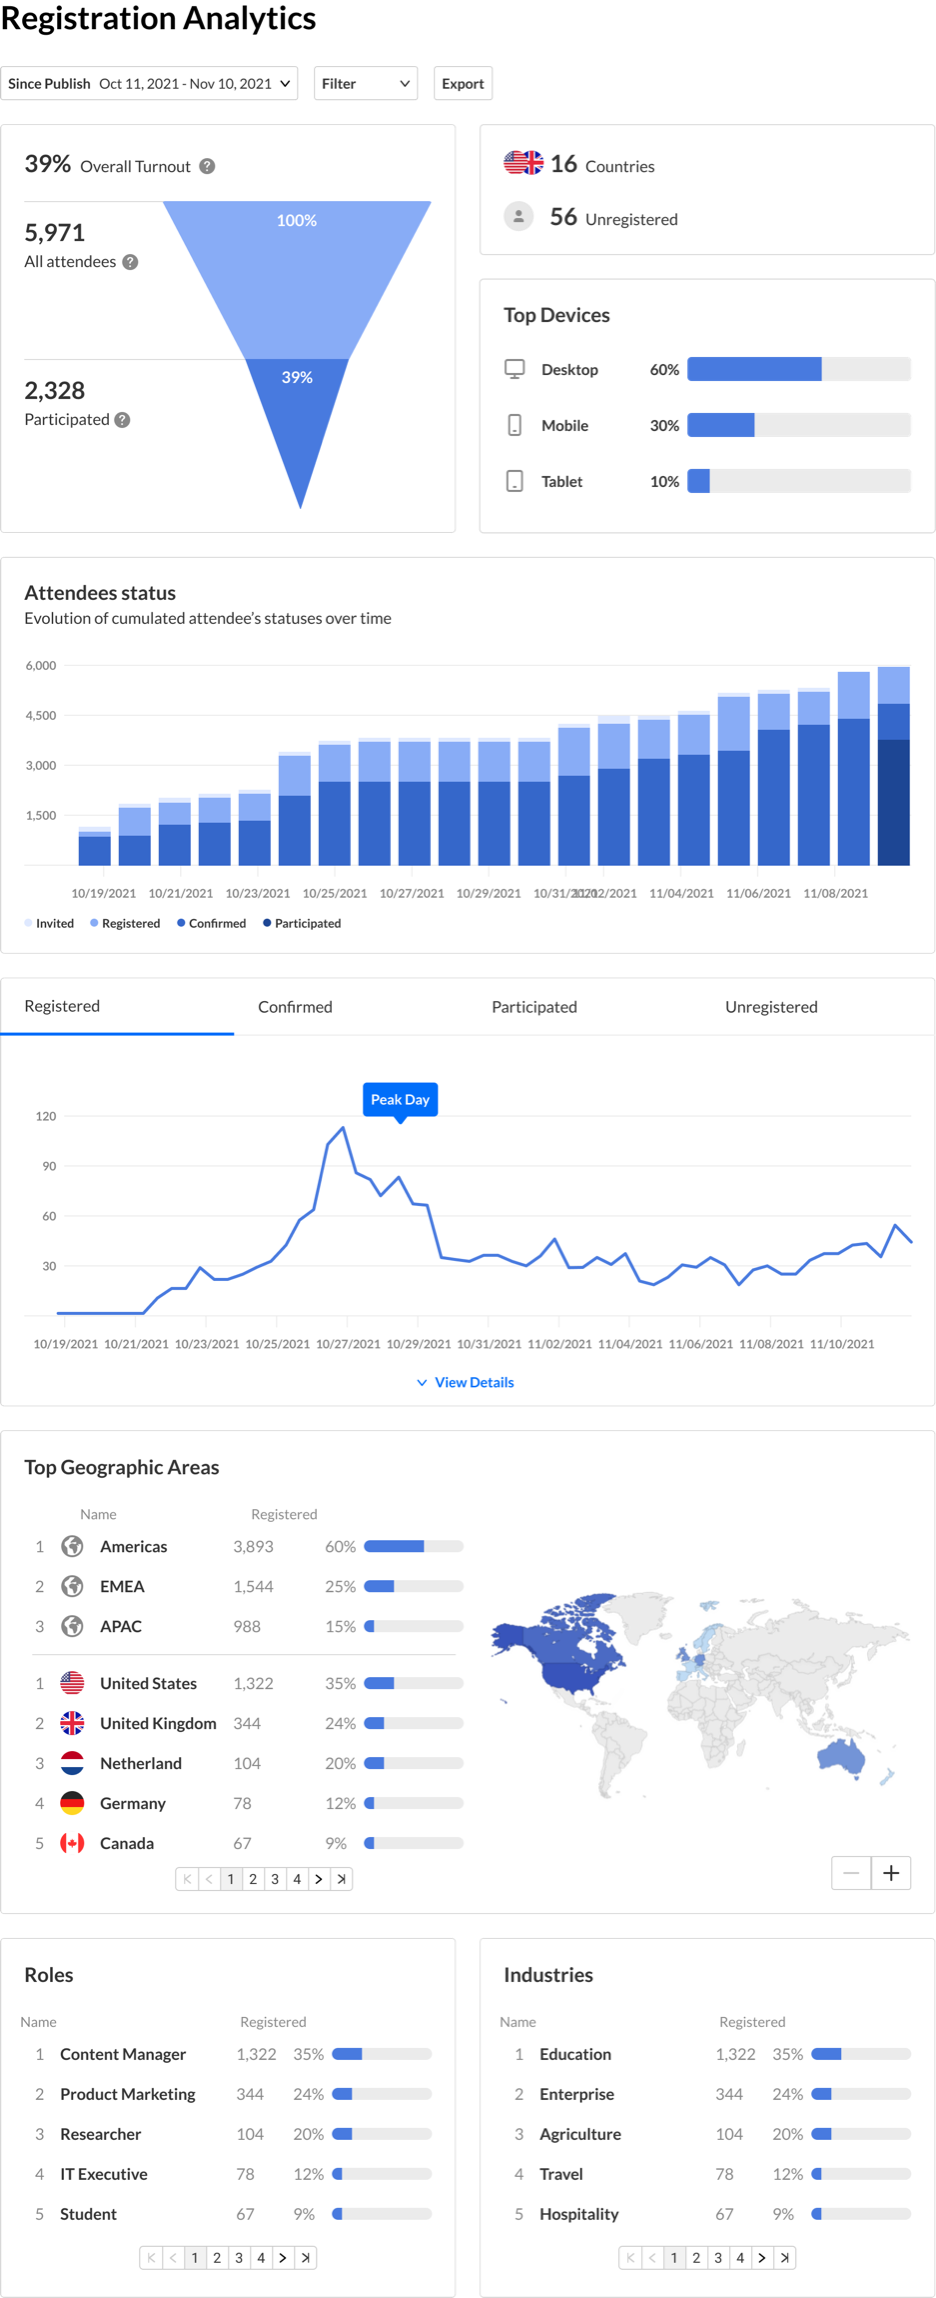 Registration Analytics
Since Publish Oct 11, 2021 - Nov 10, 2021
Filter
Export
39% Overall Turnout ?
100%
5,971
All attendees ?
39%
2,328
Participated ?
16 Countries
56 Unregistered
Top Devices
Desktop 60%
Mobile 30%
Tablet 10%
Attendees status
Evolution of cumulated attendee's statuses over time
6,000
4,500
3,000
1,500
10/19/2021 10/21/2021 10/23/2021 10/25/2021 10/27/2021 10/29/2021 11/04/2021 11/06/2021 11/08/2021
Invited Registered Confirmed Participated
Registered Confirmed Participated Unregistered
Peak Day
120
90
60
30
10/19/2021 10/21/2021 10/23/2021 10/25/2021 10/27/2021 10/29/2021 10/31/2021 11/02/2021 11/04/2021 11/06/2021 11/08/2021 11/10/2021
View Details
Top Geographic Areas
Name Registered
1 Americas 3,893 60%
2 EMEA 1,544 25%
3 APAC 988 15%
1 United States 1,322 35%
2 United Kingdom 344 24%
3 Netherland 104 20%
4 Germany 78 12%
5 Canada 67 9%
1 2 3 4
Roles
Name Registered
1 Content Manager 1,322 35%
2 Product Marketing 344 24%
3 Researcher 104 20%
4 IT Executive 78 12%
5 Student 67 9%
1 2 3 4
Industries
Name Registered
1 Education 1,322 35%
2 Enterprise 344 24%
3 Agriculture 104 20%
4 Travel 78 12%
5 Hospitality 67 9%
1 2 3 4